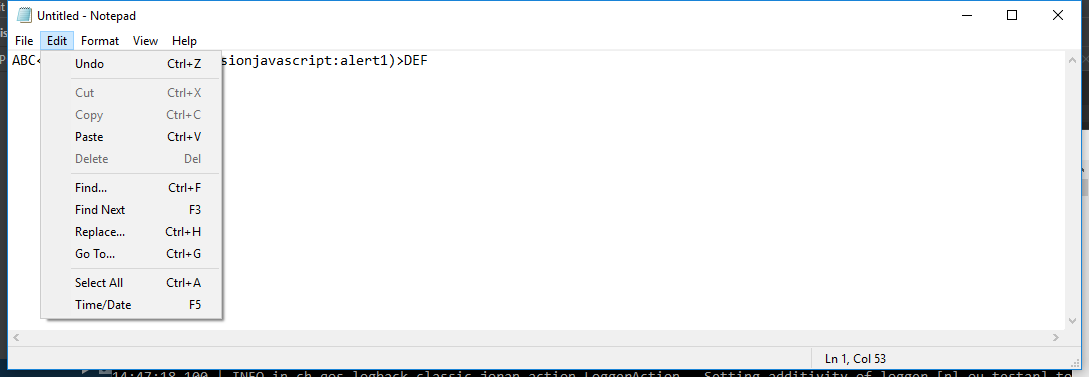 Untitled - Notepad
File Edit Format View Help
ABC< sionjavascript:alert1)>DEF
Undo Ctrl+Z
Cut Ctrl+X
Copy Ctrl+C
Paste Ctrl+V
Delete Del
Find... Ctrl+F
Find Next F3
Replace... Ctrl+H
Go To... Ctrl+G
Select All Ctrl+A
Time/Date F5
Ln 1, Col 53
14:47:18,100 | INFO in ch.qos.logback.classic.joran.action.LoggerAction - Setting additivity of logger to